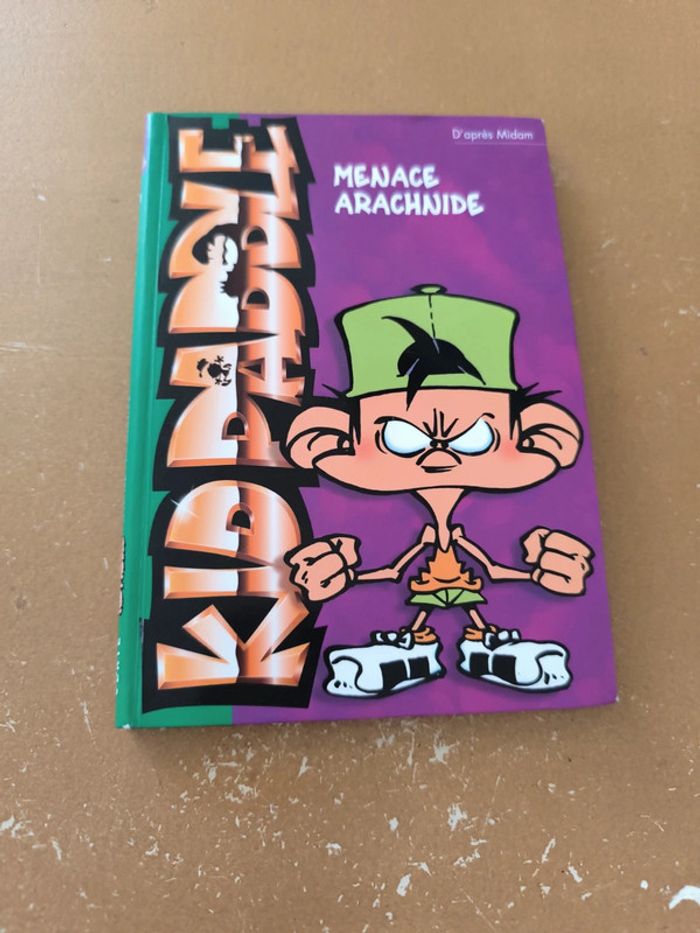 D'après Midam
MENACE
ARACHNIDE
KID PADDLE